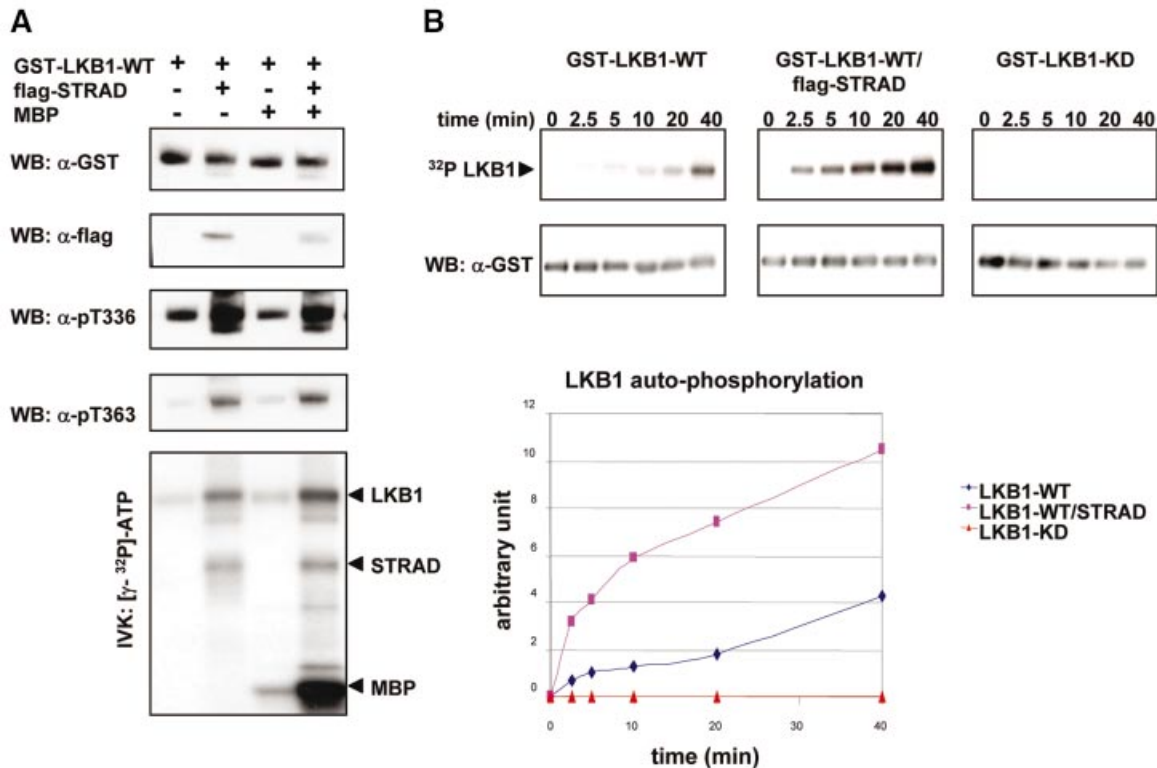 A
GST-LKB1-WT + + + +
flag-STRAD - + - +
MBP - - + +
WB: α-GST
WB: α-flag
WB: α-pT336
WB: α-pT363
IVK: [γ-³²P]-ATP
LKB1
STRAD
MBP
B
GST-LKB1-WT
GST-LKB1-WT/
flag-STRAD
GST-LKB1-KD
time (min) 0 2.5 5 10 20 40 0 2.5 5 10 20 40 0 2.5 5 10 20 40
³²P LKB1
WB: α-GST
LKB1 auto-phosphorylation
arbitrary unit
12
10
8
6
4
2
0
0 10 20 30 40
time (min)
LKB1-WT
LKB1-WT/STRAD
LKB1-KD